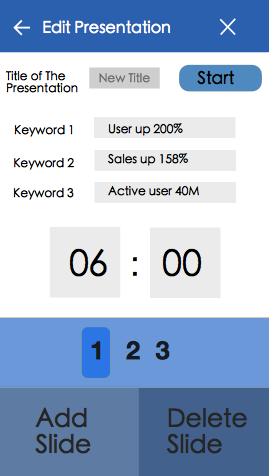 Edit Presentation
Title of The
Presentation
New Title
Start
Keyword 1
User up 200%
Keyword 2
Sales up 158%
Keyword 3
Active user 40M
06 : 00
1 2 3
Add
Slide
Delete
Slide